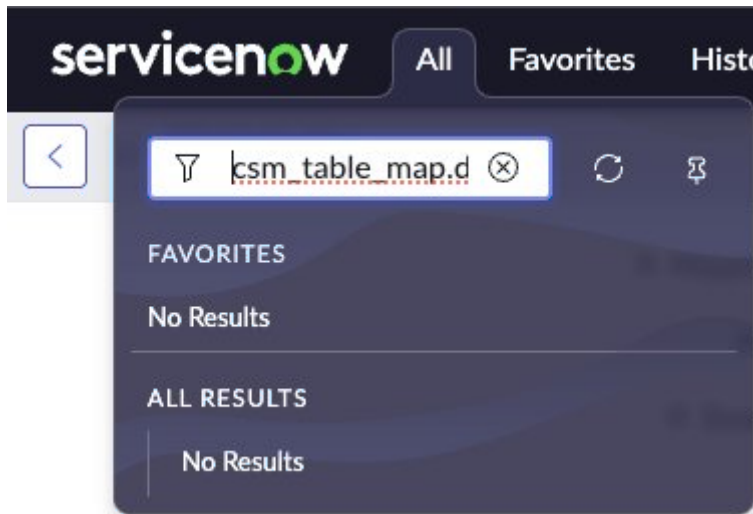 servicenow All Favorites Histo
csm_table_map.d
FAVORITES
No Results
ALL RESULTS
No Results